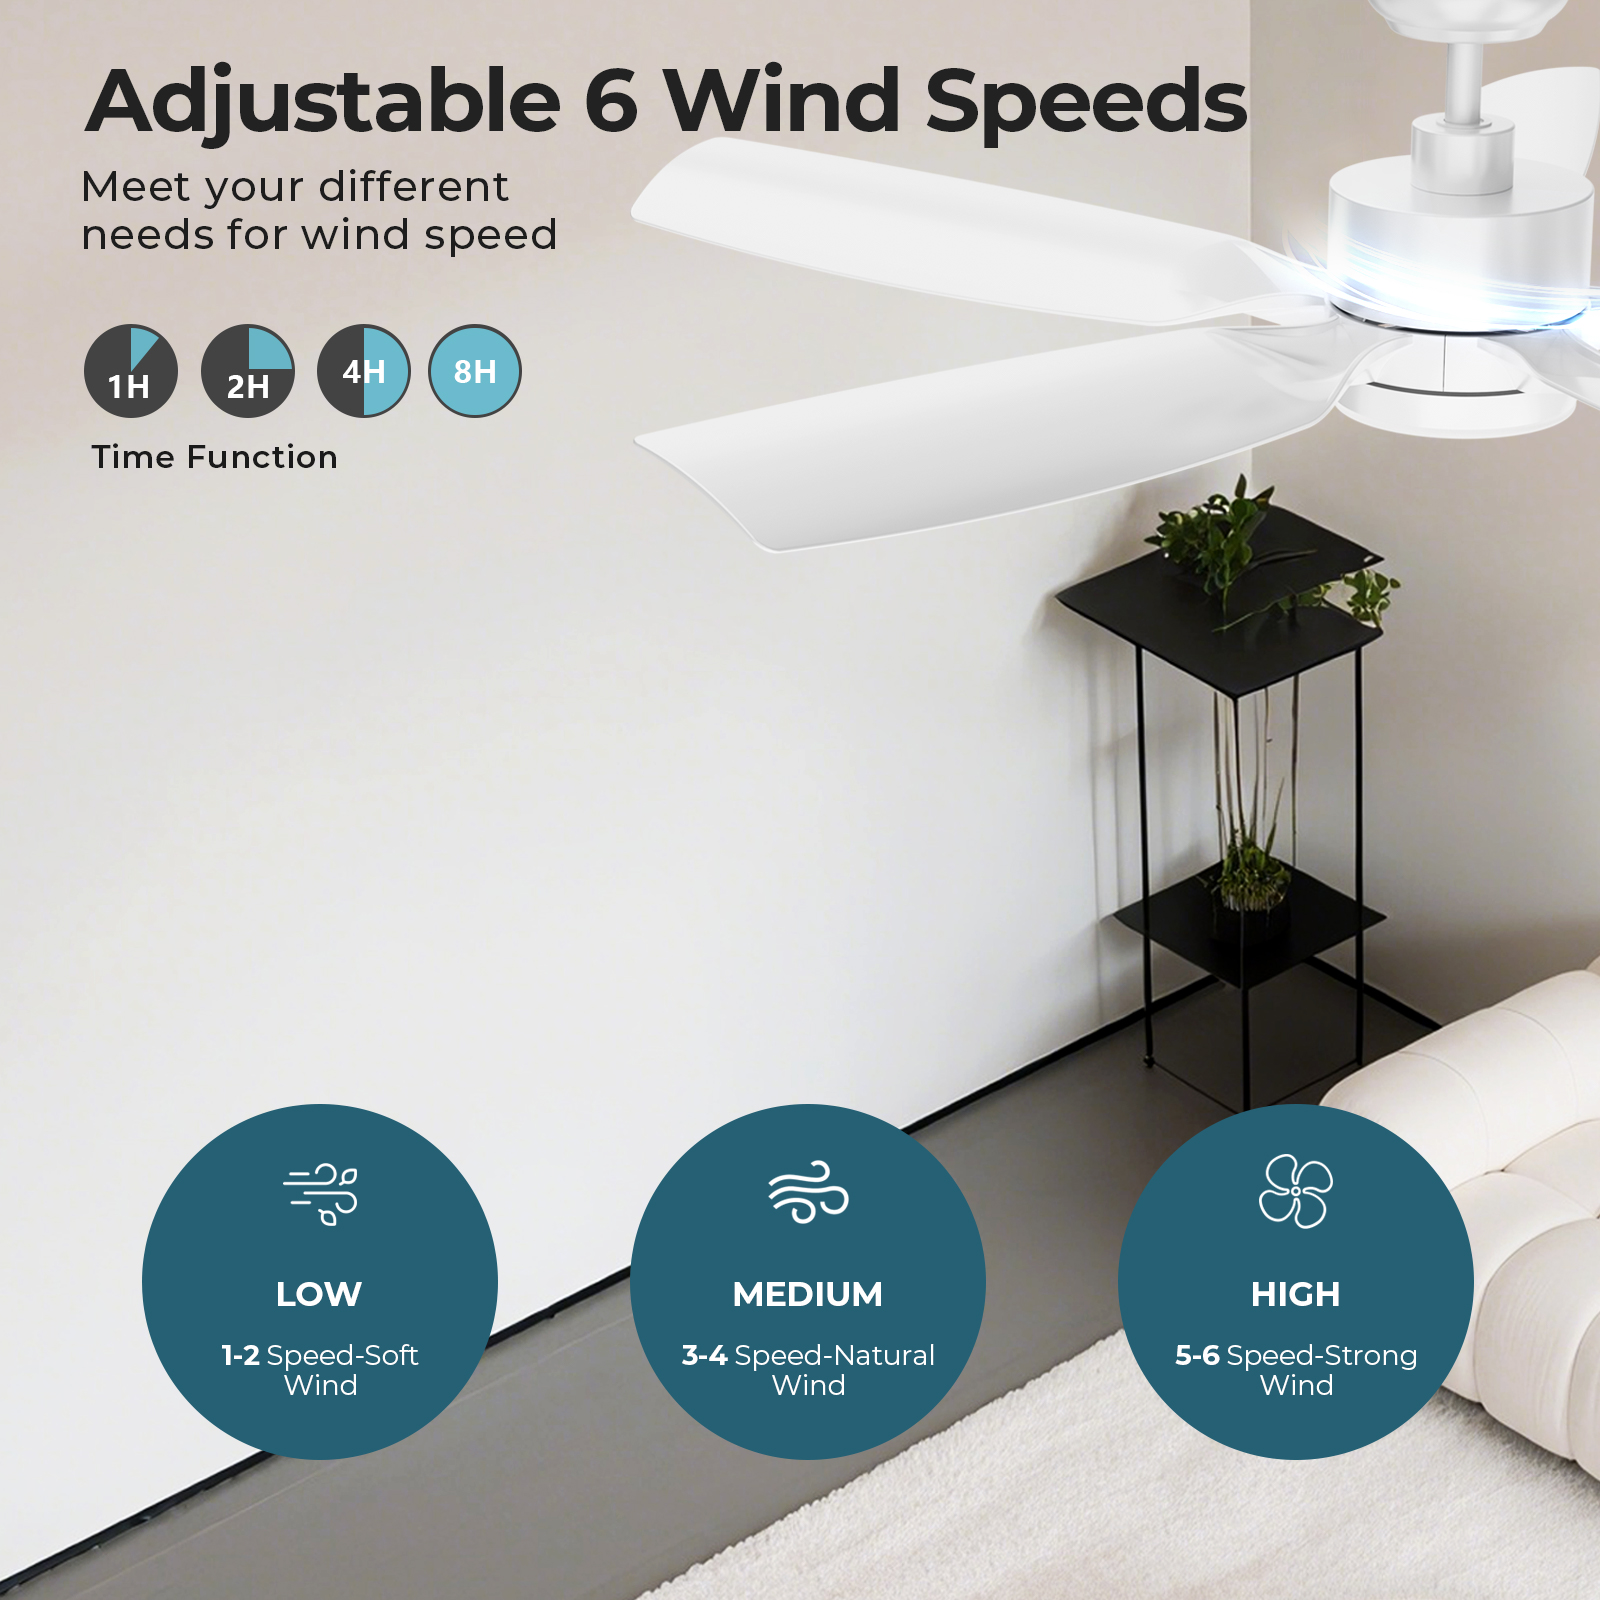 Adjustable 6 Wind Speeds
Meet your different
needs for wind speed
1H 2H 4H 8H
Time Function
LOW
1-2 Speed-Soft
Wind
MEDIUM
3-4 Speed-Natural
Wind
HIGH
5-6 Speed-Strong
Wind